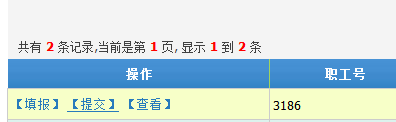 共有 2 条记录,当前是第 1 页, 显示 1 到 2 条
操作 职工号
【填报】 【提交】 【查看】 3186